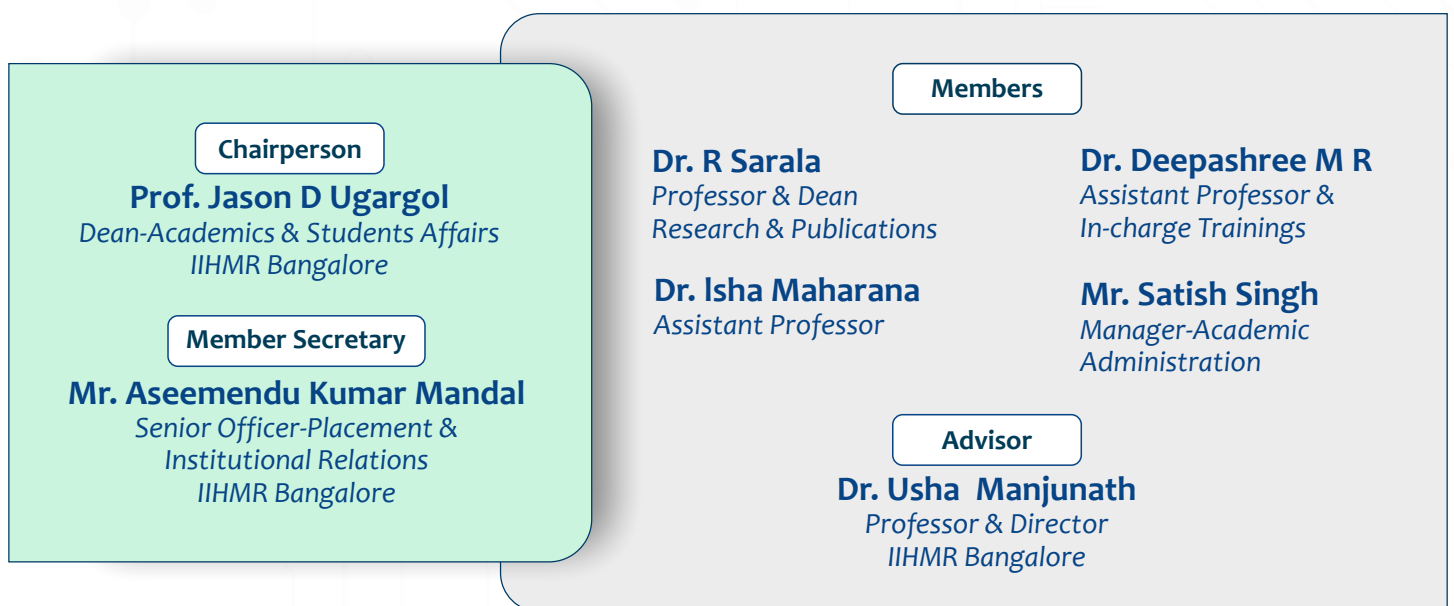 Chairperson
Prof. Jason D Ugargol
Dean-Academics & Students Affairs
IIHMR Bangalore
Member Secretary
Mr. Aseemendu Kumar Mandal
Senior Officer-Placement &
Institutional Relations
IIHMR Bangalore
Members
Dr. R Sarala
Professor & Dean
Research & Publications
Dr. Isha Maharana
Assistant Professor
Dr. Deepashree M R
Assistant Professor &
In-charge Trainings
Mr. Satish Singh
Manager-Academic
Administration
Advisor
Dr. Usha Manjunath
Professor & Director
IIHMR Bangalore